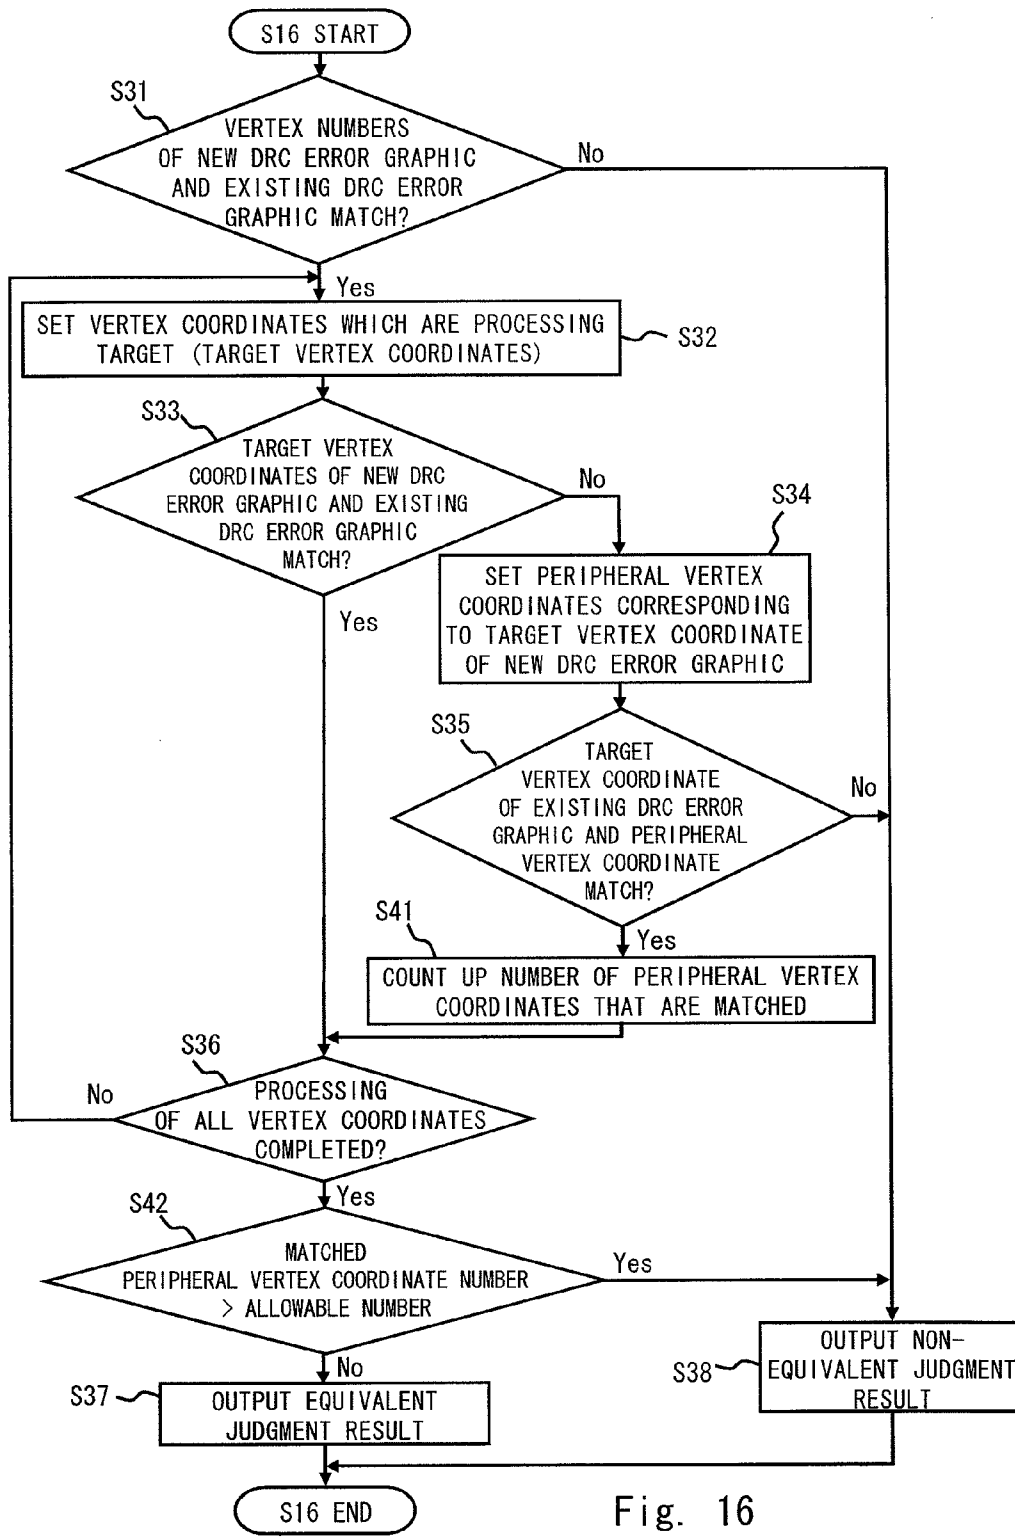 S16 START
S31
VERTEX NUMBERS
OF NEW DRC ERROR GRAPHIC
AND EXISTING DRC ERROR
GRAPHIC MATCH?
No
Yes
SET VERTEX COORDINATES WHICH ARE PROCESSING
TARGET (TARGET VERTEX COORDINATES)
S32
S33
TARGET VERTEX
COORDINATES OF NEW DRC
ERROR GRAPHIC AND EXISTING
DRC ERROR GRAPHIC
MATCH?
No
Yes
S34
SET PERIPHERAL VERTEX
COORDINATES CORRESPONDING
TO TARGET VERTEX COORDINATE
OF NEW DRC ERROR GRAPHIC
S35
TARGET
VERTEX COORDINATE
OF EXISTING DRC ERROR
GRAPHIC AND PERIPHERAL
VERTEX COORDINATE
MATCH?
No
Yes
S41
COUNT UP NUMBER OF PERIPHERAL VERTEX
COORDINATES THAT ARE MATCHED
S36
PROCESSING
OF ALL VERTEX COORDINATES
COMPLETED?
No
Yes
S42
MATCHED
PERIPHERAL VERTEX COORDINATE NUMBER
> ALLOWABLE NUMBER
Yes
No
S37
OUTPUT EQUIVALENT
JUDGMENT RESULT
S38
OUTPUT NON-
EQUIVALENT JUDGMENT
RESULT
S16 END
Fig. 16